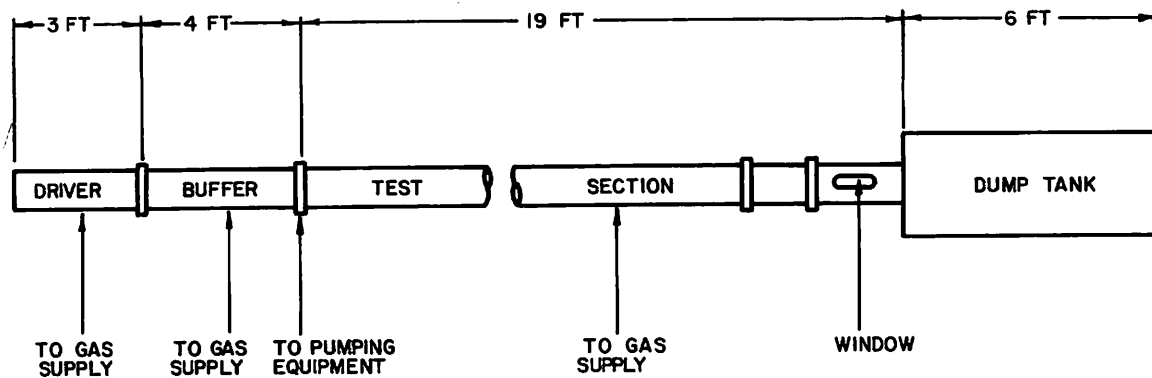 3 FT
4 FT
19 FT
6 FT
DRIVER
BUFFER
TEST
SECTION
DUMP TANK
TO GAS
SUPPLY
TO GAS
SUPPLY
TO PUMPING
EQUIPMENT
TO GAS
SUPPLY
WINDOW